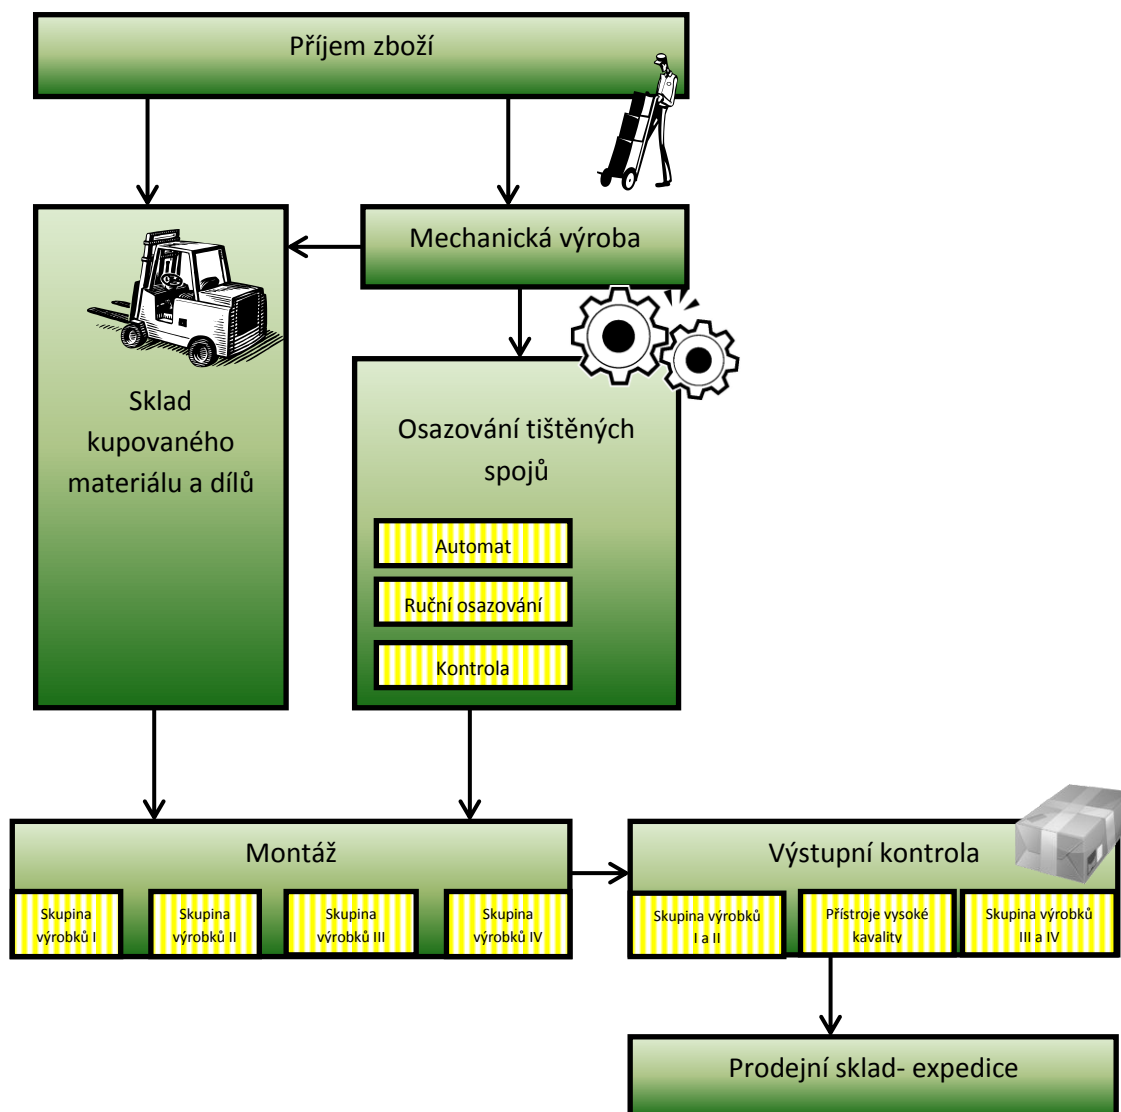 Příjem zboží
Mechanická výroba
Sklad
kupovaného
materiálu a dílů
Osazování tištěných
spojů
Automat
Ruční osazování
Kontrola
Montáž
Skupina
výrobků I
Skupina
výrobků II
Skupina
výrobků III
Skupina
výrobků IV
Výstupní kontrola
Skupina výrobků
I a II
Přístroje vysoké
kavality
Skupina výrobků
III a IV
Prodejní sklad- expedice